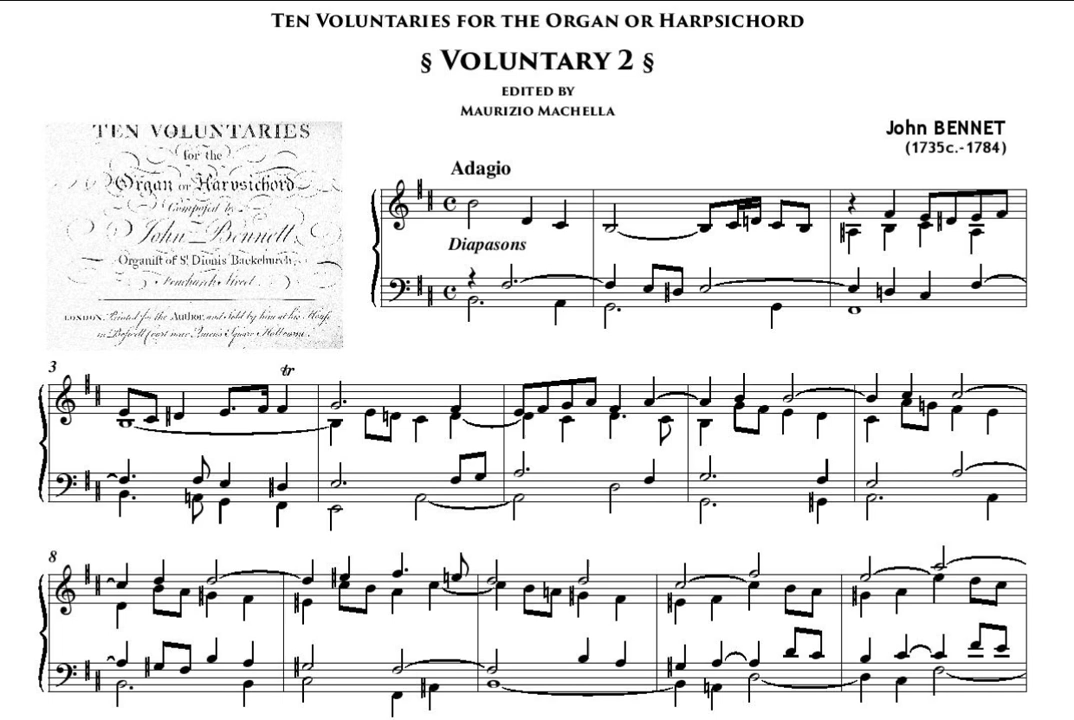 TEN VOLUNTARIES FOR THE ORGAN OR HARPSICHORD
§ VOLUNTARY 2 §
EDITED BY
MAURIZIO MACHELLA
John BENNET
(1735c.-1784)
TEN VOLUNTARIES
for the
Organ or Harpsichord
Composed by
John Bennett
Organist of St. Dionis Backchurch,
Fenchurch Street.
LONDON. Printed for the Author, and Sold by him at his House
in
Adagio
Diapasons
3
tr
8